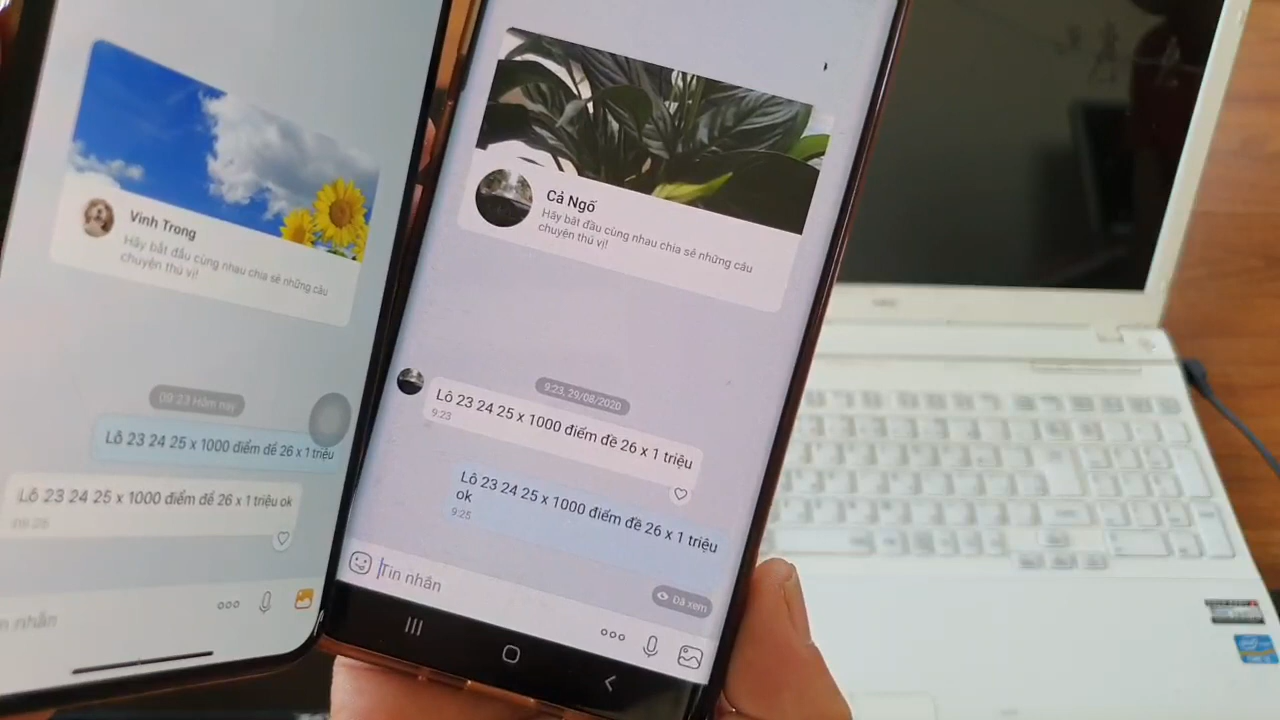 Vinh Trong
Hãy bắt đầu cùng nhau chia sẻ những câu
chuyện thú vị!
09:23 Hôm nay
Lô 23 24 25 x 1000 điểm đề 26 x 1 triệu
Lô 23 24 25 x 1000 điểm đề 26 x 1 triệu ok
09:25
n nhắn
Cả Ngố
Hãy bắt đầu cùng nhau chia sẻ những câu
chuyện thú vị!
9:23, 29/08/2020
Lô 23 24 25 x 1000 điểm đề 26 x 1 triệu
9:23
Lô 23 24 25 x 1000 điểm đề 26 x 1 triệu
ok
9:25
Tin nhắn
Đã xem
intel